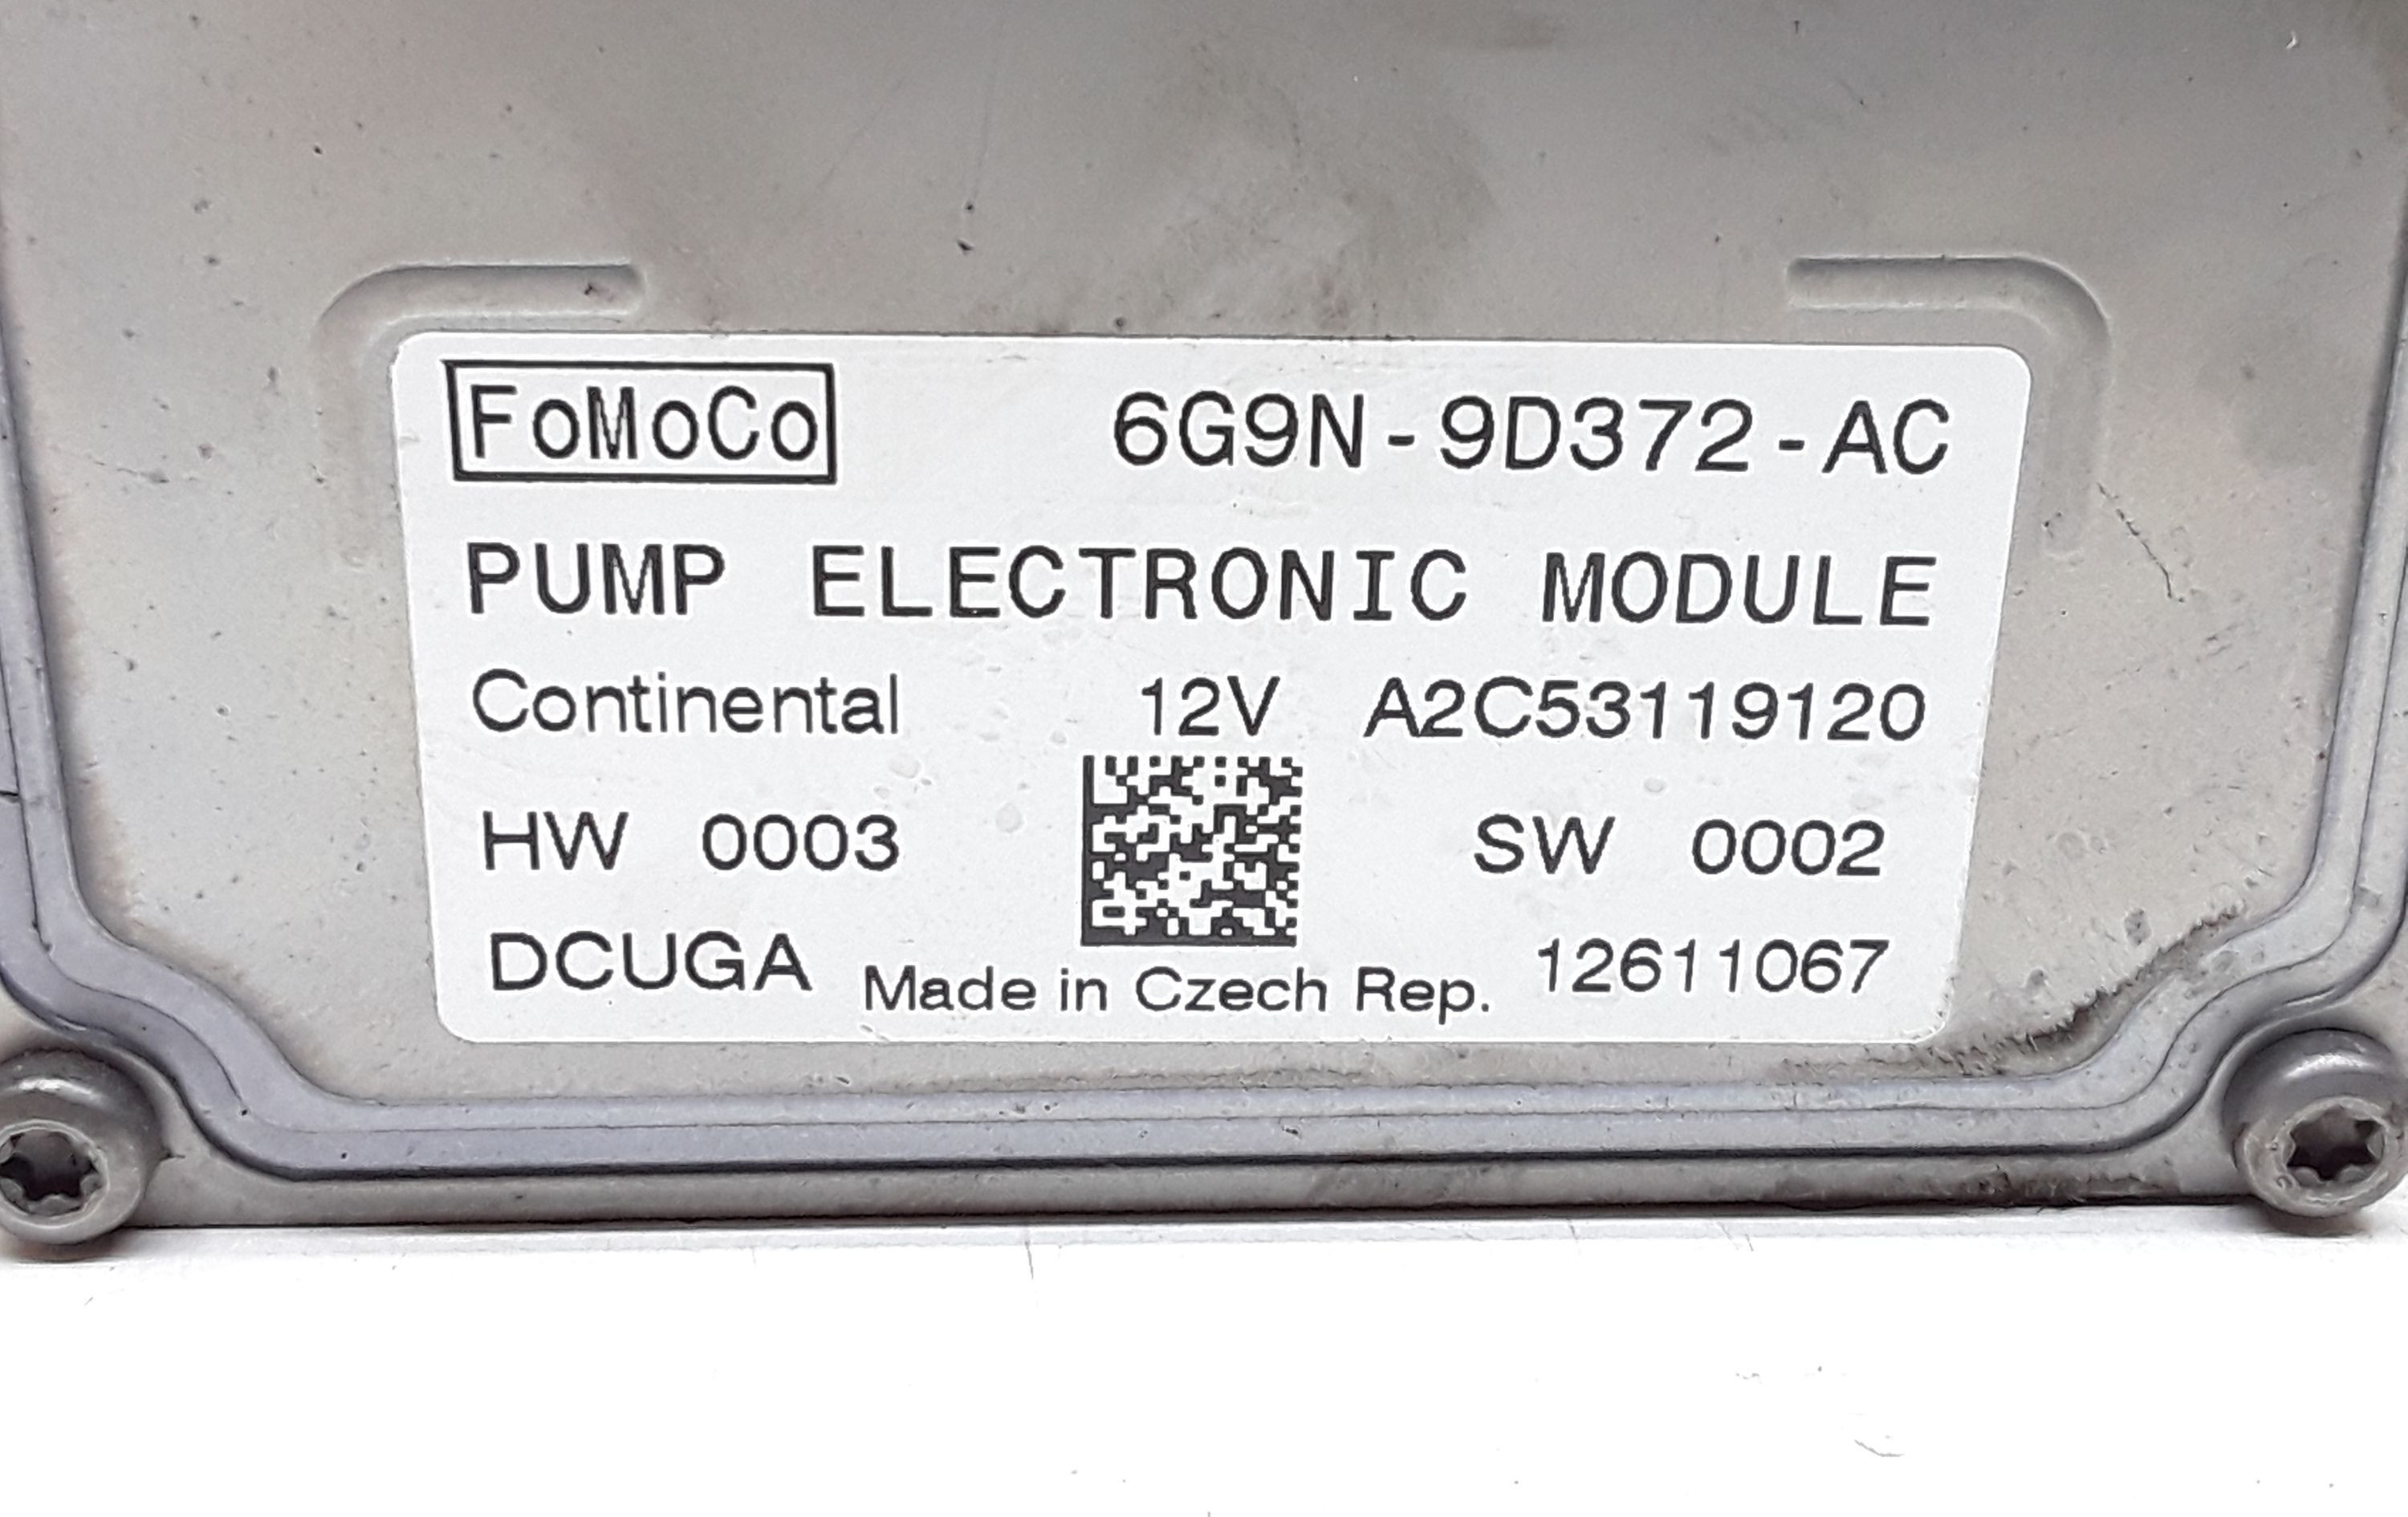 FoMoCo 6G9N-9D372-AC
PUMP ELECTRONIC MODULE
Continental 12V A2C53119120
HW 0003 SW 0002
DCUGA Made in Czech Rep. 12611067